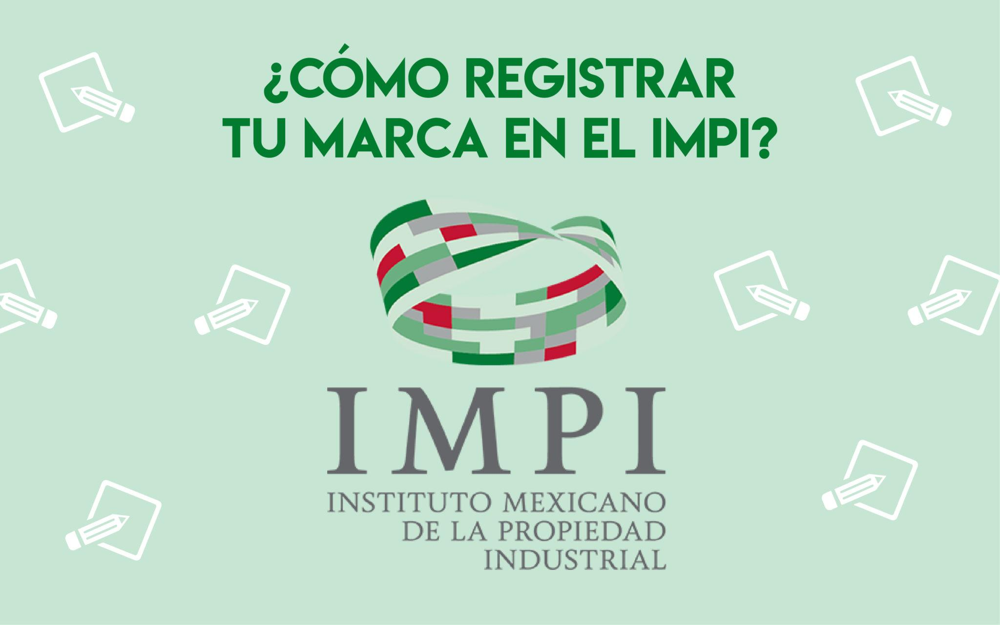 ¿CÓMO REGISTRAR
TU MARCA EN EL IMPI?
IMPI
INSTITUTO MEXICANO
DE LA PROPIEDAD
INDUSTRIAL